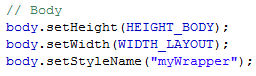 // Body
body.setHeight(HEIGHT_BODY);
body.setWidth(WIDTH_LAYOUT);
body.setStyleName("myWrapper");